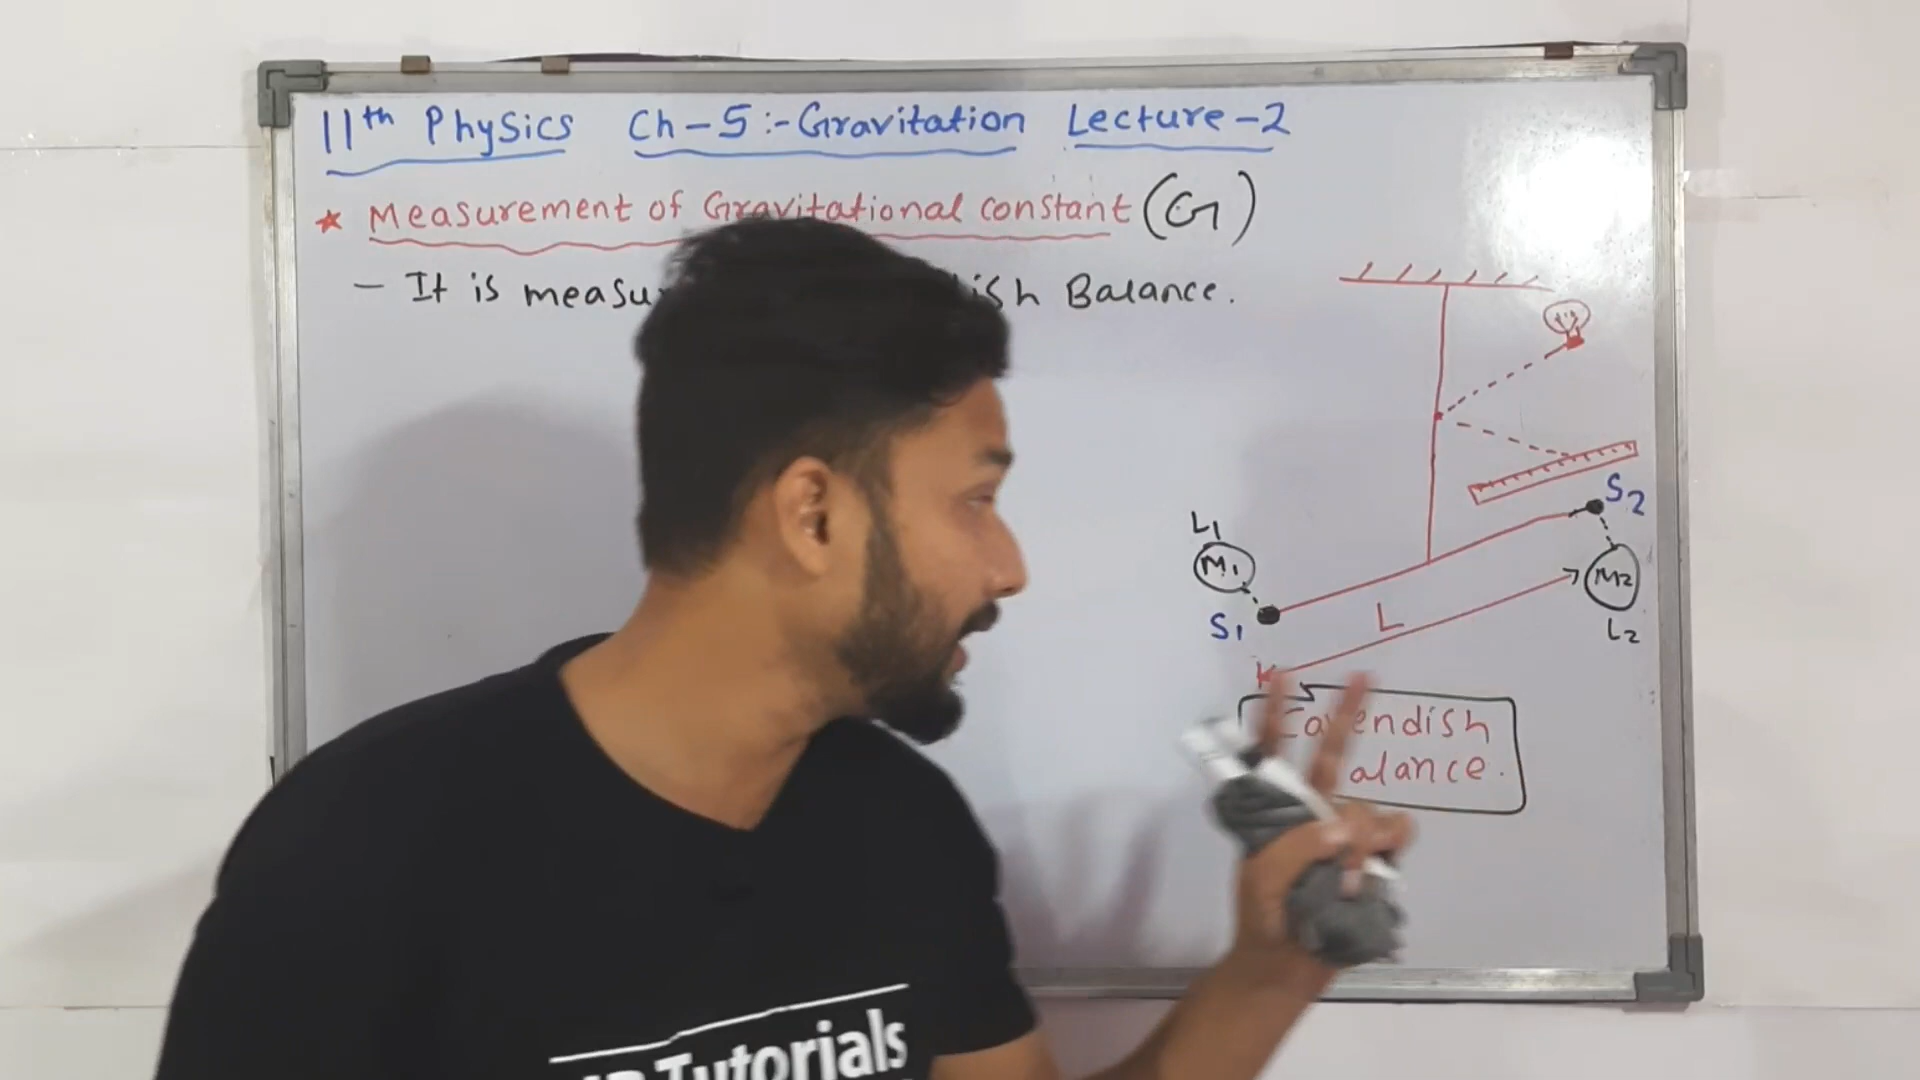 11th Physics Ch-5:-Gravitation Lecture-2
★ Measurement of Gravitational constant (G)
- It is measu ish Balance.
S2
L1
M1
M2
S1
L
L2
Cavendish
alance.
Tutorials